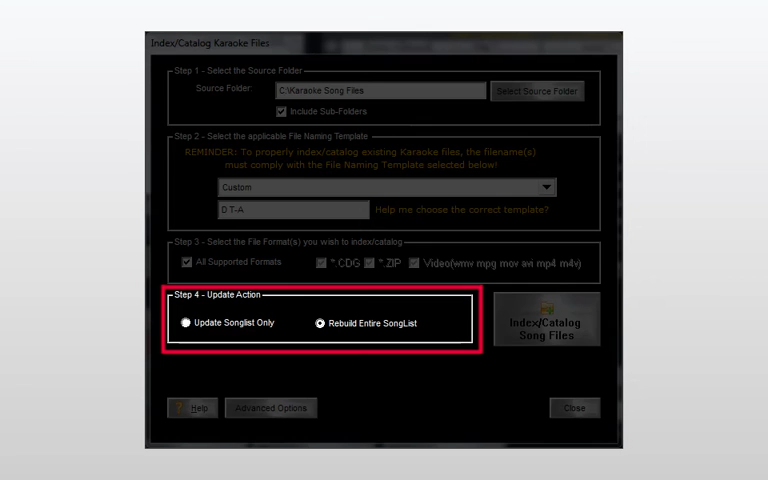 Index/Catalog Karaoke Files
Step 1 - Select the Source Folder
Source Folder:
C:\Karaoke Song Files
Select Source Folder
Include Sub-Folders
Step 2 - Select the applicable File Naming Template
REMINDER: To properly index/catalog existing Karaoke files, the filename(s)
must comply with the File Naming Template selected below!
Custom
D T-A
Help me choose the correct template?
Step 3 - Select the File Format(s) you wish to index/catalog
All Supported Formats
*.CDG
*.ZIP
Video(wmv mpg mov avi mp4 m4v)
Step 4 - Update Action
Update Songlist Only
Rebuild Entire SongList
Index/Catalog
Song Files
? Help
Advanced Options
Close